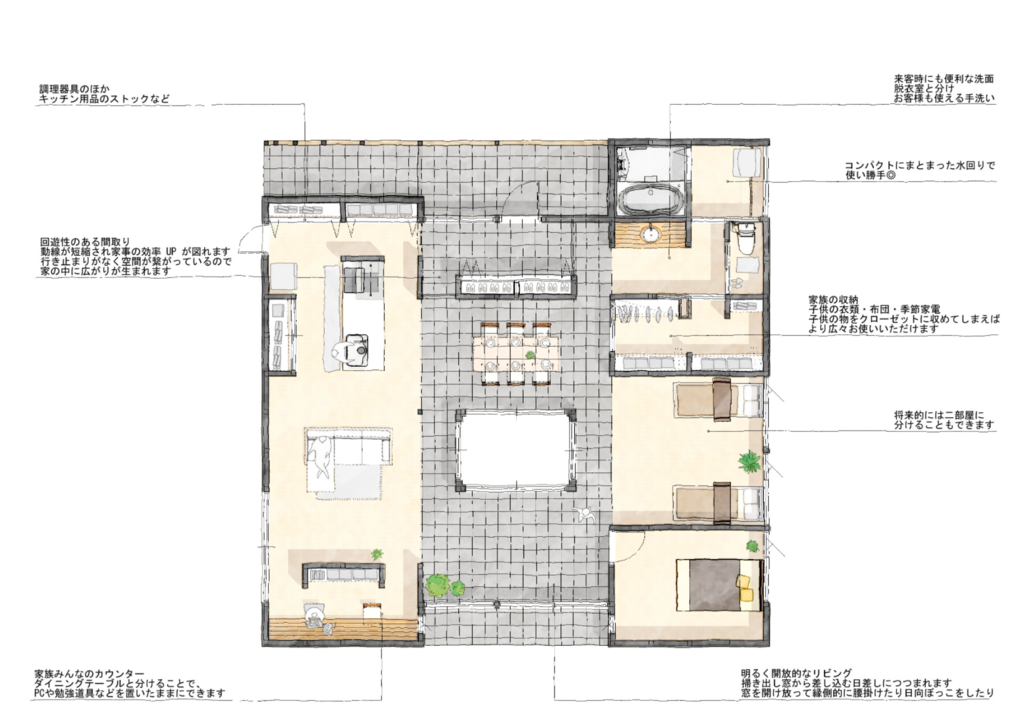 調理器具のほか
キッチン用品のストックなど
来客時にも便利な洗面
脱衣室と分け
お客様も使える手洗い
コンパクトにまとまった水回りで
使い勝手◎
回遊性のある間取り
動線が短縮され家事の効率 UP が図れます
行き止まりがなく空間が繋がっているので
家の中に広がりが生まれます
家族の収納
子供の衣類・布団・季節家電
子供の物をクローゼットに収めてしまえば
より広々お使いいただけます
将来的には二部屋に
分けることもできます
家族みんなのカウンター
ダイニングテーブルと分けることで、
PCや勉強道具などを置いたままにできます
明るく開放的なリビング
掃き出し窓から差し込む日差しにつつまれます
窓を開け放って縁側的に腰掛けたり日向ぼっこをしたり